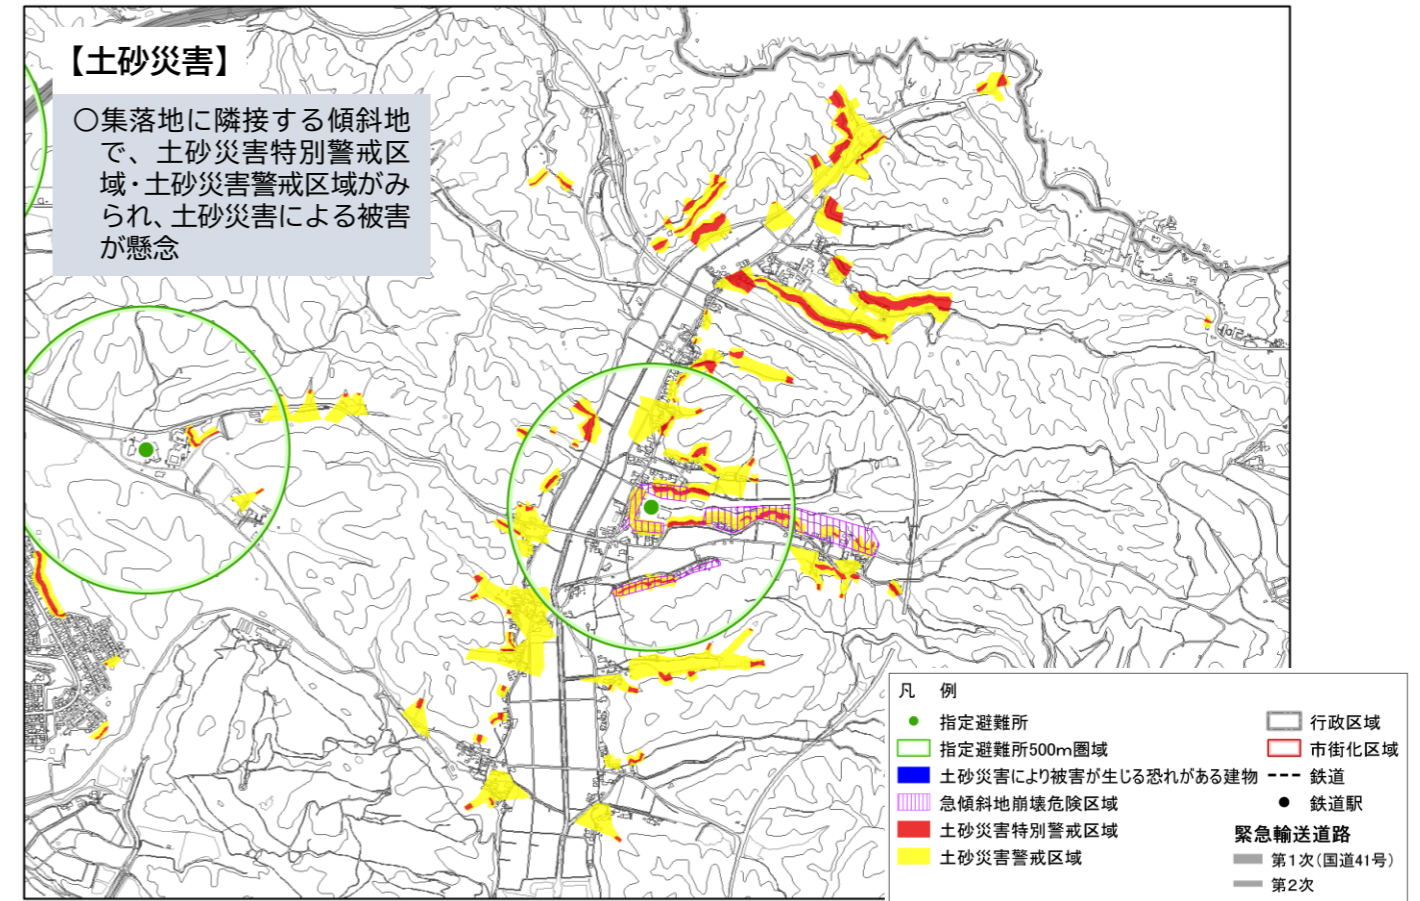 【土砂災害】
○集落地に隣接する傾斜地
で、土砂災害特別警戒区
域・土砂災害警戒区域がみ
られ、土砂災害による被害
が懸念
凡 例
指定避難所
指定避難所500m圏域
土砂災害により被害が生じる恐れがある建物
急傾斜地崩壊危険区域
土砂災害特別警戒区域
土砂災害警戒区域
行政区域
市街化区域
鉄道
鉄道駅
緊急輸送道路
第1次(国道41号)
第2次